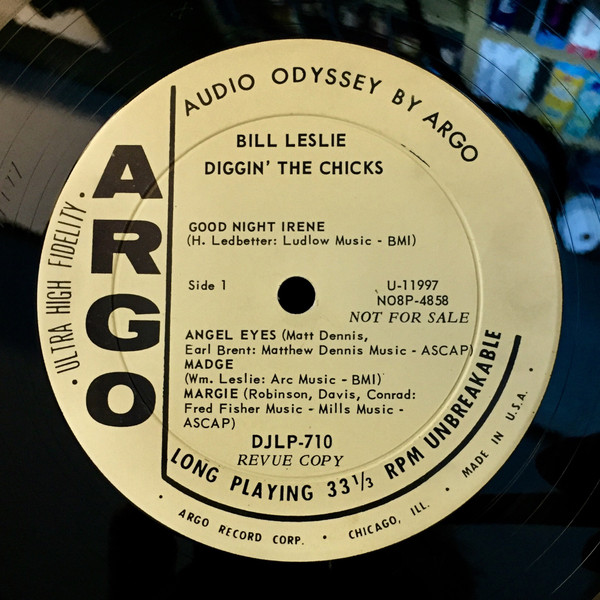 AUDIO ODYSSEY BY ARGO
BILL LESLIE
DIGGIN' THE CHICKS
ARGO
· ULTRA HIGH FIDELITY ·
GOOD NIGHT IRENE
(H. Ledbetter: Ludlow Music - BMI)
Side 1
U-11997
NO8P-4858
NOT FOR SALE
ANGEL EYES (Matt Dennis,
Earl Brent: Matthew Dennis Music - ASCAP)
MADGE
(Wm. Leslie: Arc Music - BMI)
MARGIE (Robinson, Davis, Conrad:
Fred Fisher Music - Mills Music -
ASCAP)
DJLP-710
REVUE COPY
LONG PLAYING 33⅓ RPM UNBREAKABLE
· ARGO RECORD CORP. · CHICAGO, ILL. · MADE IN U.S.A. ·